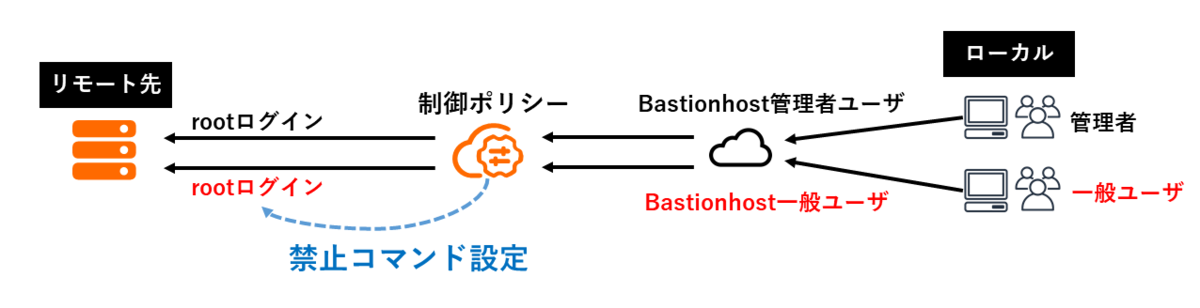 ローカル
リモート先
制御ポリシー
Bastionhost管理者ユーザ
管理者
rootログイン
rootログイン
Bastionhost一般ユーザ
一般ユーザ
禁止コマンド設定